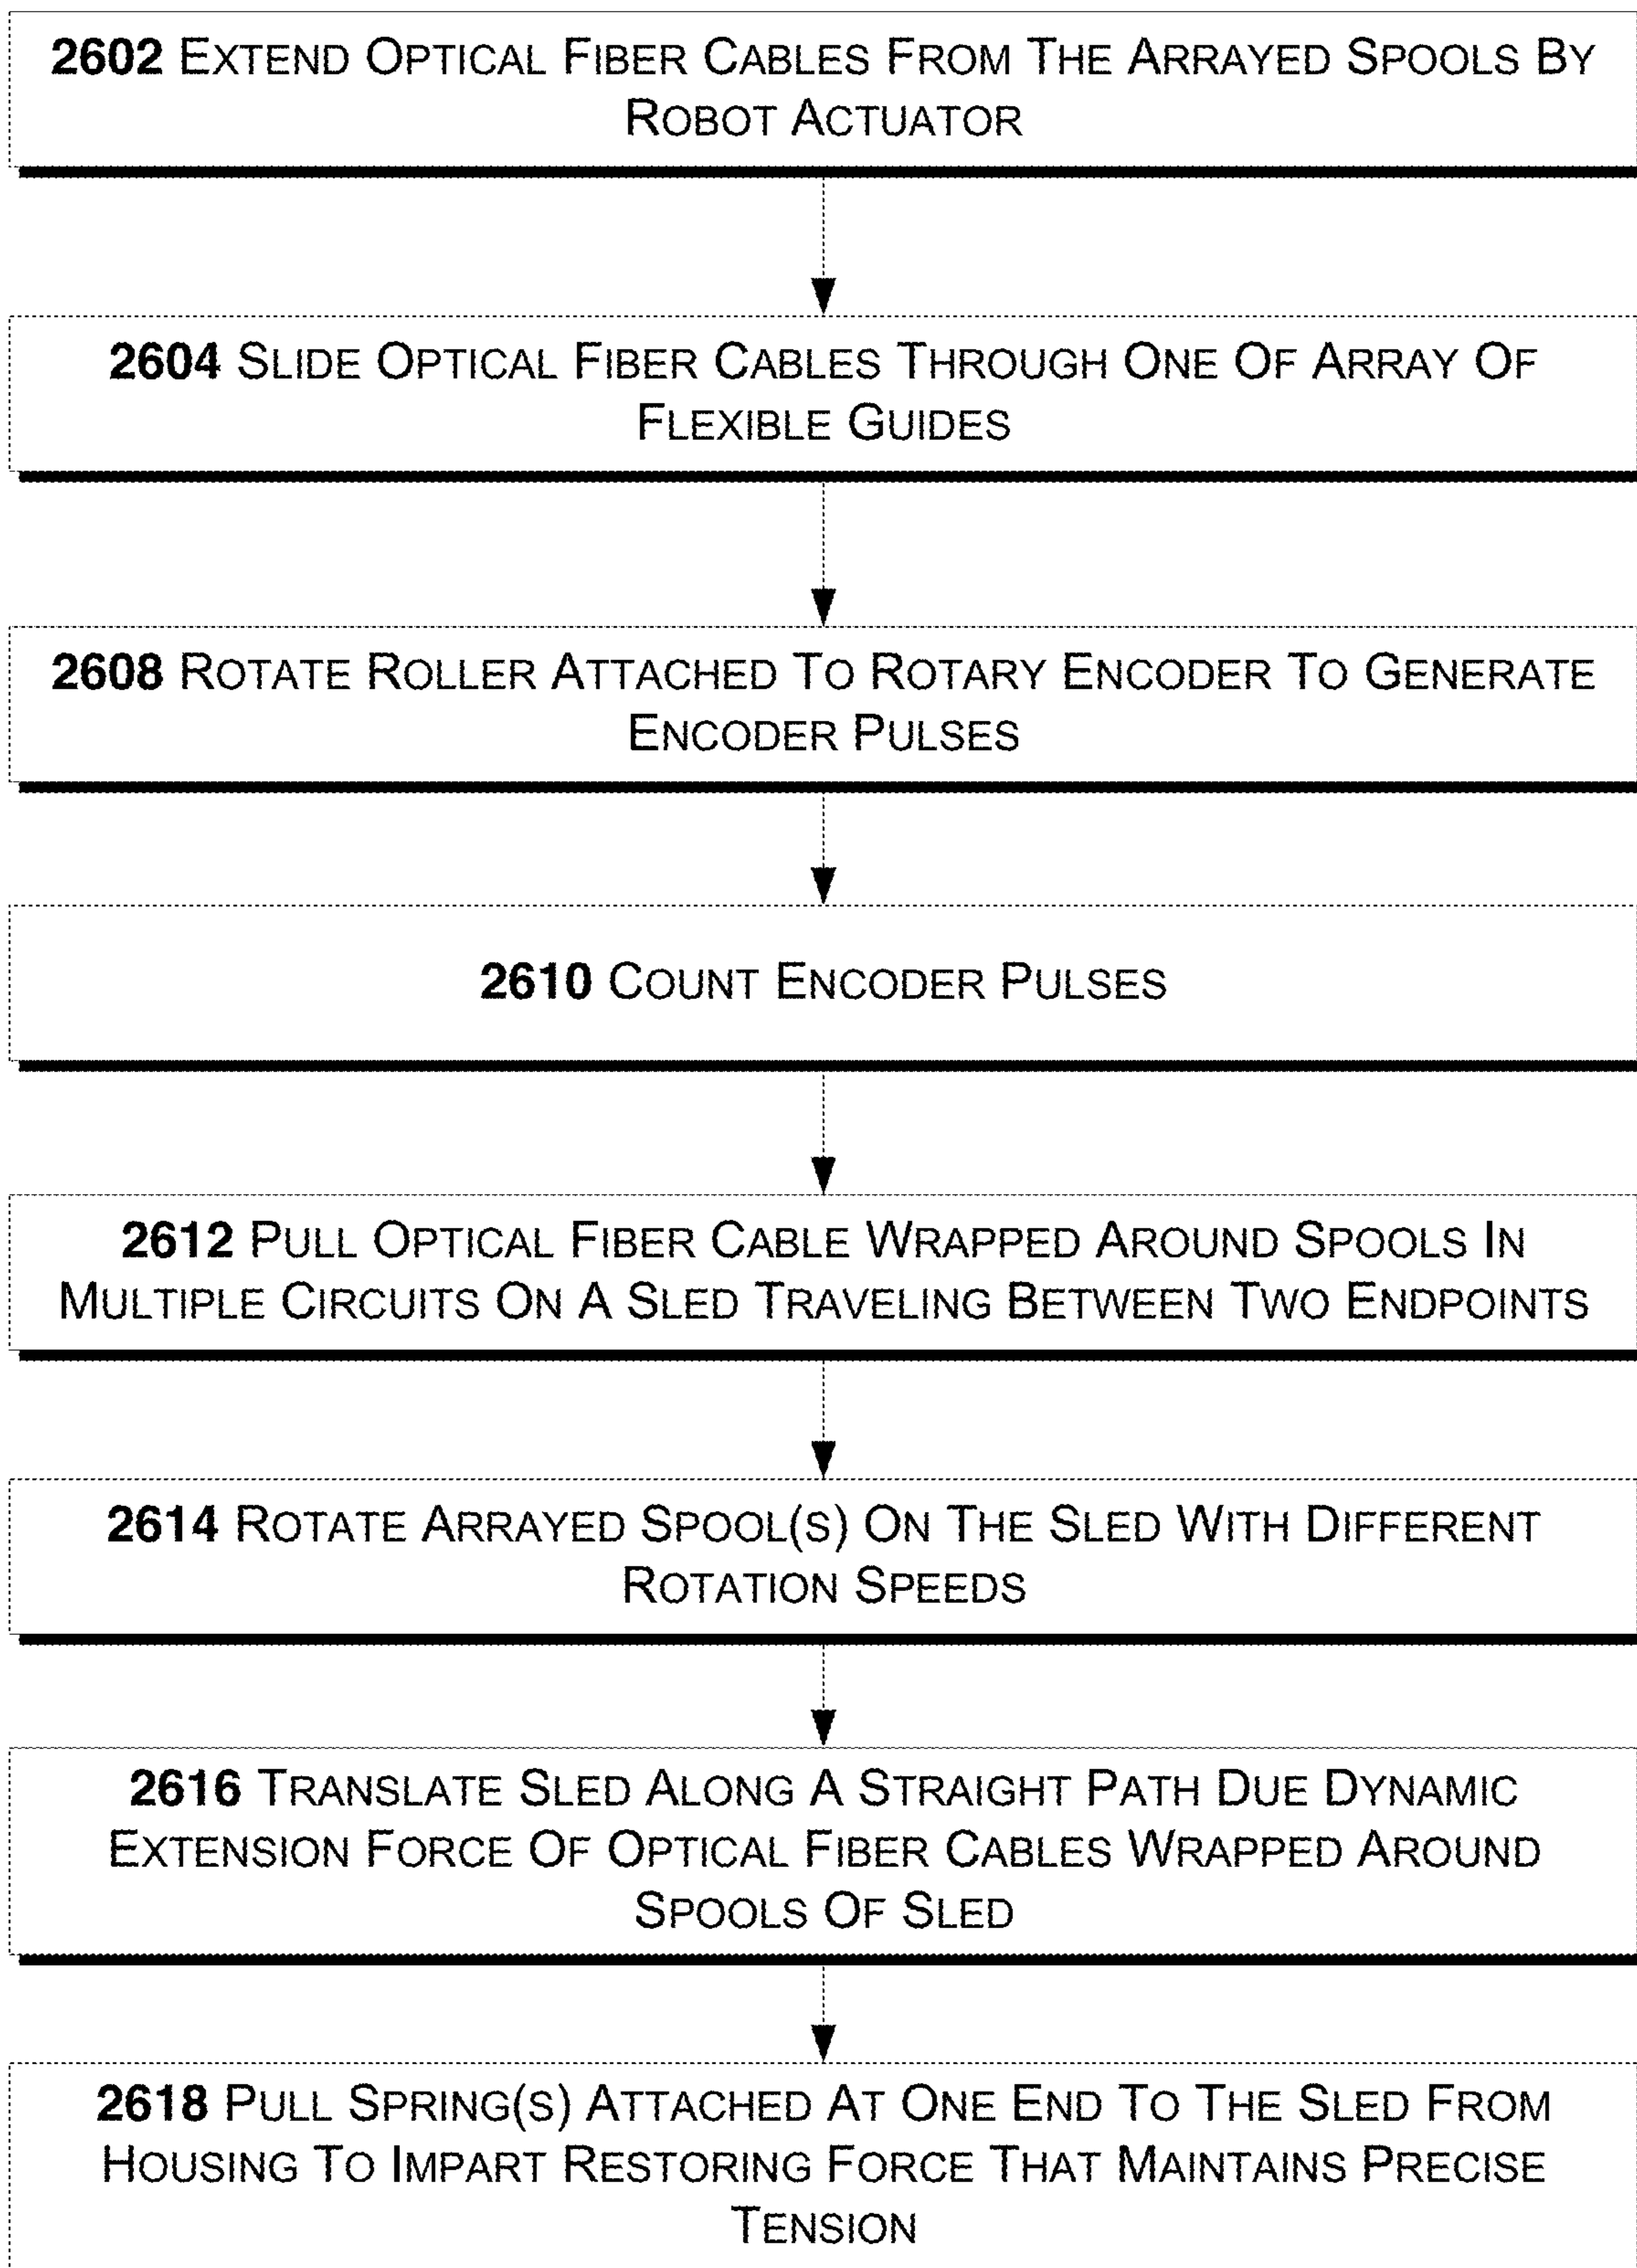 2602 EXTEND OPTICAL FIBER CABLES FROM THE ARRAYED SPOOLS BY
ROBOT ACTUATOR
2604 SLIDE OPTICAL FIBER CABLES THROUGH ONE OF ARRAY OF
FLEXIBLE GUIDES
2608 ROTATE ROLLER ATTACHED TO ROTARY ENCODER TO GENERATE
ENCODER PULSES
2610 COUNT ENCODER PULSES
2612 PULL OPTICAL FIBER CABLE WRAPPED AROUND SPOOLS IN
MULTIPLE CIRCUITS ON A SLED TRAVELING BETWEEN TWO ENDPOINTS
2614 ROTATE ARRAYED SPOOL(S) ON THE SLED WITH DIFFERENT
ROTATION SPEEDS
2616 TRANSLATE SLED ALONG A STRAIGHT PATH DUE DYNAMIC
EXTENSION FORCE OF OPTICAL FIBER CABLES WRAPPED AROUND
SPOOLS OF SLED
2618 PULL SPRING(S) ATTACHED AT ONE END TO THE SLED FROM
HOUSING TO IMPART RESTORING FORCE THAT MAINTAINS PRECISE
TENSION